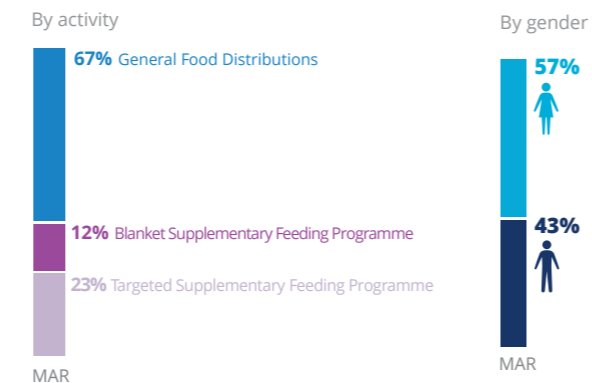 By activity
67% General Food Distributions
12% Blanket Supplementary Feeding Programme
23% Targeted Supplementary Feeding Programme
MAR
By gender
57%
43%
MAR